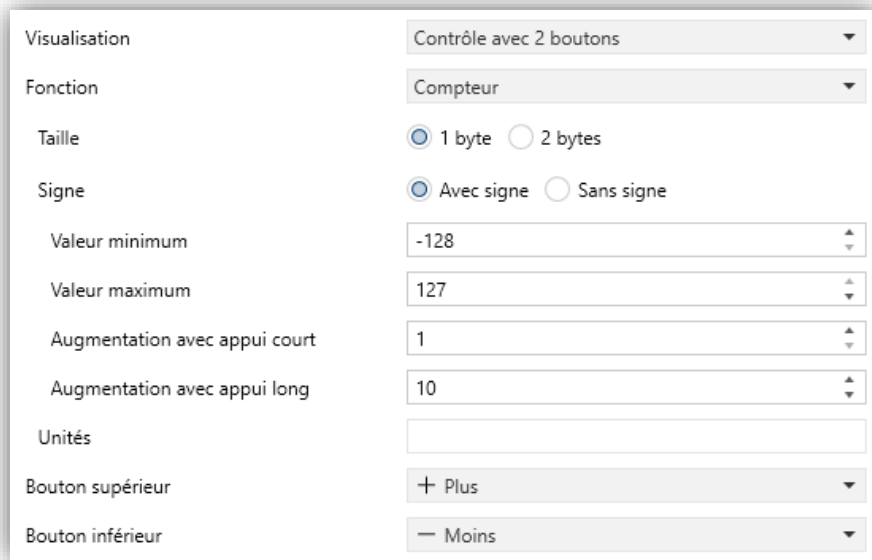 Visualisation Contrôle avec 2 boutons
Fonction Compteur
Taille 1 byte 2 bytes
Signe Avec signe Sans signe
Valeur minimum -128
Valeur maximum 127
Augmentation avec appui court 1
Augmentation avec appui long 10
Unités
Bouton supérieur + Plus
Bouton inférieur — Moins